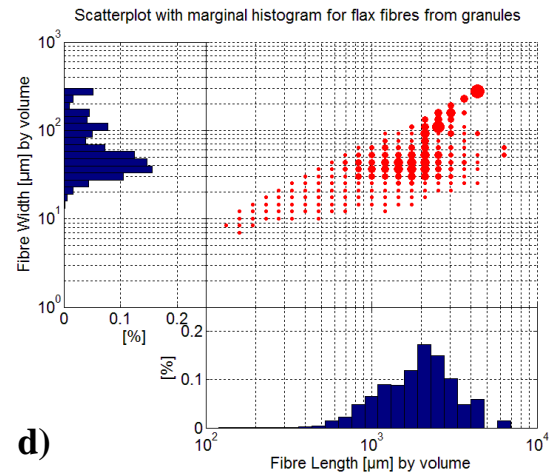 Scatterplot with marginal histogram for flax fibres from granules
Fibre Width [µm] by volume
10^3
10^2
10^1
10^0
0 0.1 0.2
[%]
[%]
0.2
0.1
0
10^2 10^3 10^4
Fibre Length [µm] by volume
d)